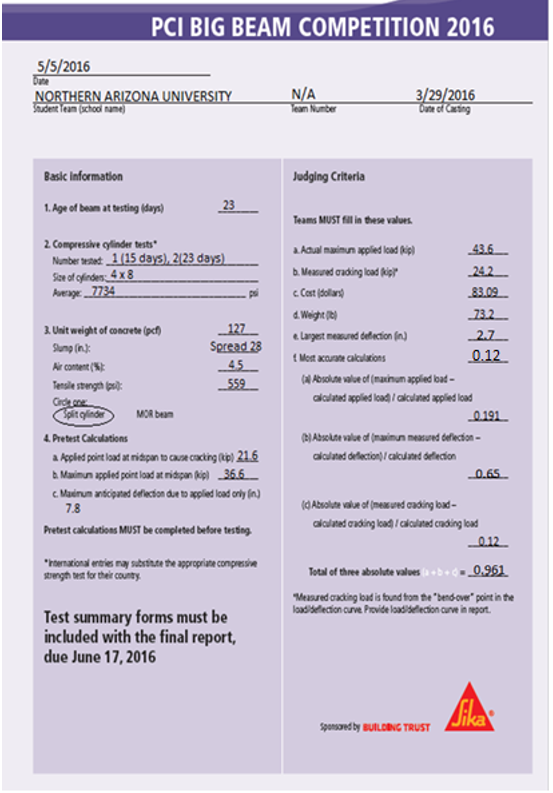 PCI BIG BEAM COMPETITION 2016
5/5/2016
Date
NORTHERN ARIZONA UNIVERSITY N/A 3/29/2016
Student Team (school name) Team Number Date of Casting
Basic information
1. Age of beam at testing (days) 23
2. Compressive cylinder tests*
Number tested: 1 (15 days), 2(23 days)
Size of cylinders: 4 x 8
Average: 7734 psi
3. Unit weight of concrete (pcf) 127
Slump (in.): Spread 28
Air content (%): 4.5
Tensile strength (psi): 559
Circle one:
Split cylinder MOR beam
4. Pretest Calculations
a. Applied point load at midspan to cause cracking (kip) 21.6
b. Maximum applied point load at midspan (kip) 36.6
c. Maximum anticipated deflection due to applied load only (in.)
7.8
Pretest calculations MUST be completed before testing.
*International entries may substitute the appropriate compressive
strength test for their country.
Test summary forms must be
included with the final report,
due June 17, 2016
Judging Criteria
Teams MUST fill in these values.
a. Actual maximum applied load (kip) 43.6
b. Measured cracking load (kip)* 24.2
c. Cost (dollars) 83.09
d. Weight (lb) 73.2
e. Largest measured deflection (in.) 2.7
f. Most accurate calculations 0.12
(a) Absolute value of (maximum applied load –
calculated applied load) / calculated applied load
0.191
(b) Absolute value of (maximum measured deflection –
calculated deflection) / calculated deflection
0.65
(c) Absolute value of (measured cracking load –
calculated cracking load) / calculated cracking load
0.12
Total of three absolute values (a + b + c) = 0.961
*Measured cracking load is found from the "bend-over" point in the
load/deflection curve. Provide load/deflection curve in report.
Sponsored by BUILDING TRUST
Sika®